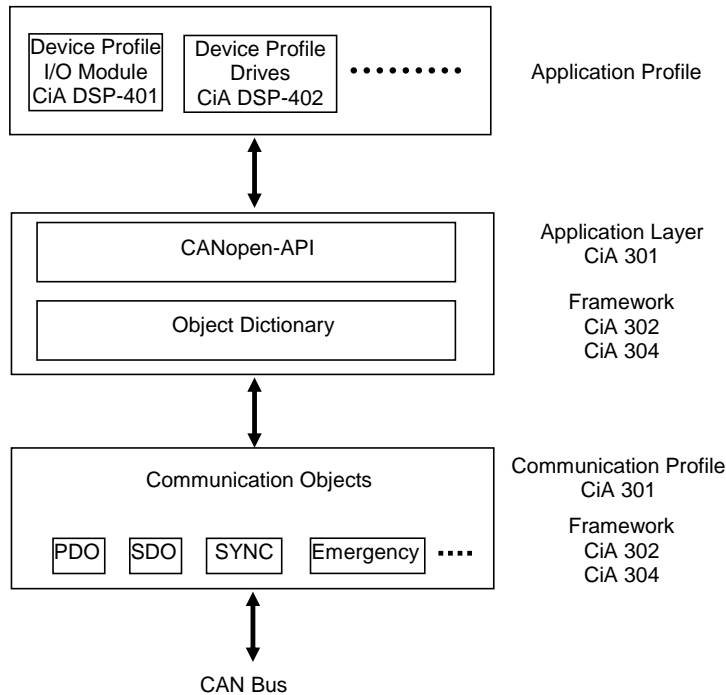 Device Profile
I/O Module
CiA DSP-401
Device Profile
Drives
CiA DSP-402
Application Profile
CANopen-API
Object Dictionary
Application Layer
CiA 301
Framework
CiA 302
CiA 304
Communication Objects
PDO
SDO
SYNC
Emergency
Communication Profile
CiA 301
Framework
CiA 302
CiA 304
CAN Bus